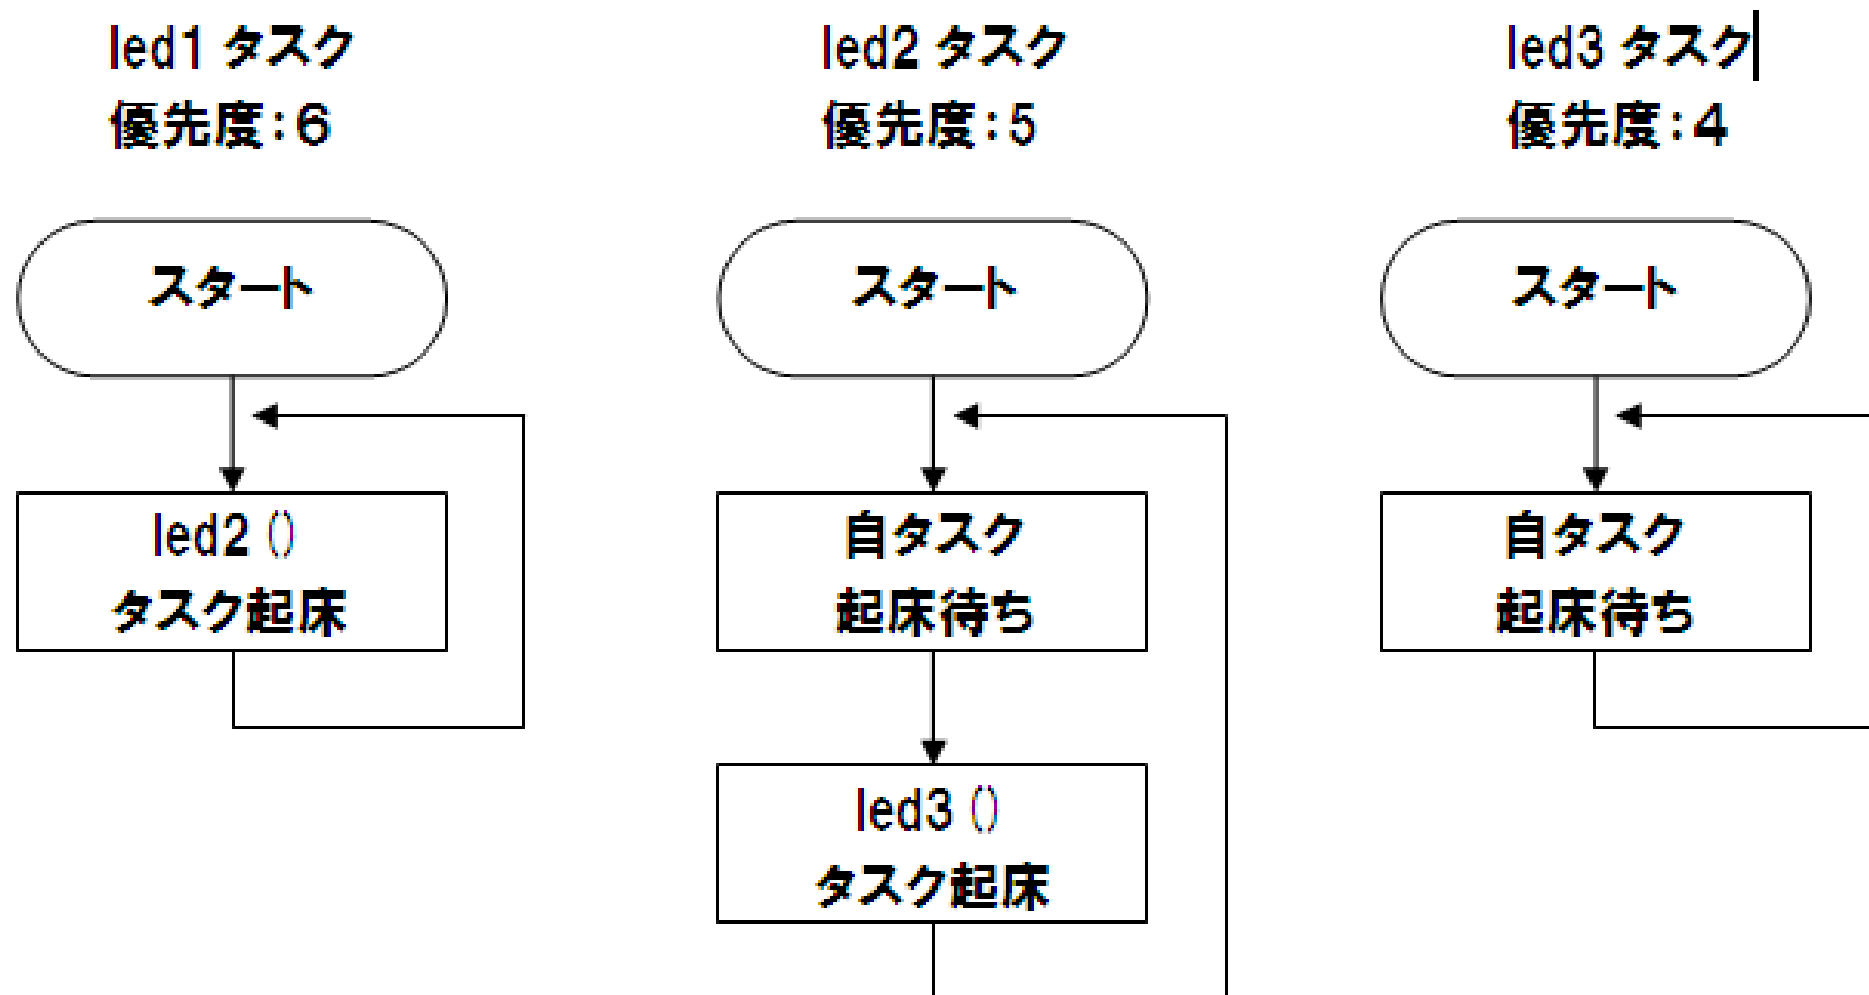 led1 タスク
優先度：6
スタート
led2 ()
タスク起床
led2 タスク
優先度：5
スタート
自タスク
起床待ち
led3 ()
タスク起床
led3 タスク
優先度：4
スタート
自タスク
起床待ち